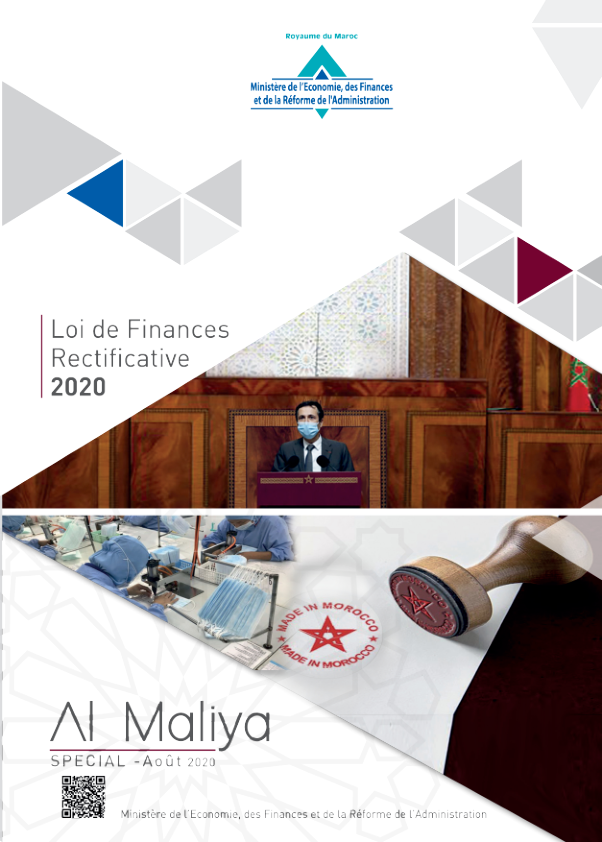 Royaume du Maroc
Ministère de l'Economie, des Finances
et de la Réforme de l'Administration
Loi de Finances
Rectificative
2020
MADE IN MOROCCO
MADE IN MOROCCO
Al Maliya
SPECIAL -Août 2020
Ministère de l'Economie, des Finances et de la Réforme de l'Administration